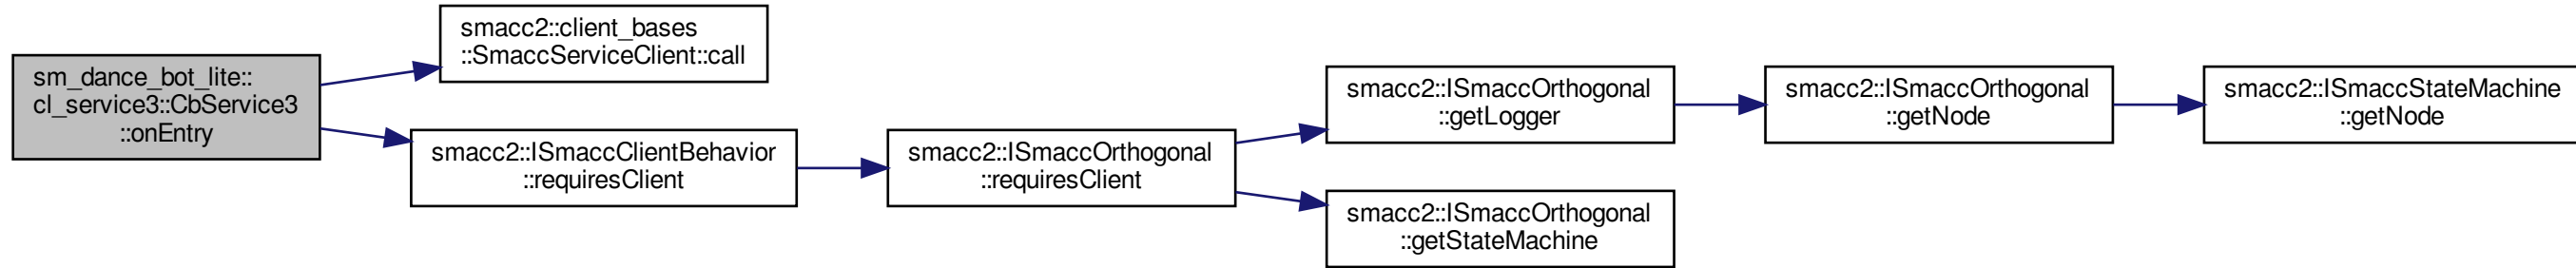 sm_dance_bot_lite::
cl_service3::CbService3
::onEntry
smacc2::client_bases
::SmaccServiceClient::call
smacc2::ISmaccClientBehavior
::requiresClient
smacc2::ISmaccOrthogonal
::requiresClient
smacc2::ISmaccOrthogonal
::getLogger
smacc2::ISmaccOrthogonal
::getNode
smacc2::ISmaccStateMachine
::getNode
smacc2::ISmaccOrthogonal
::getStateMachine